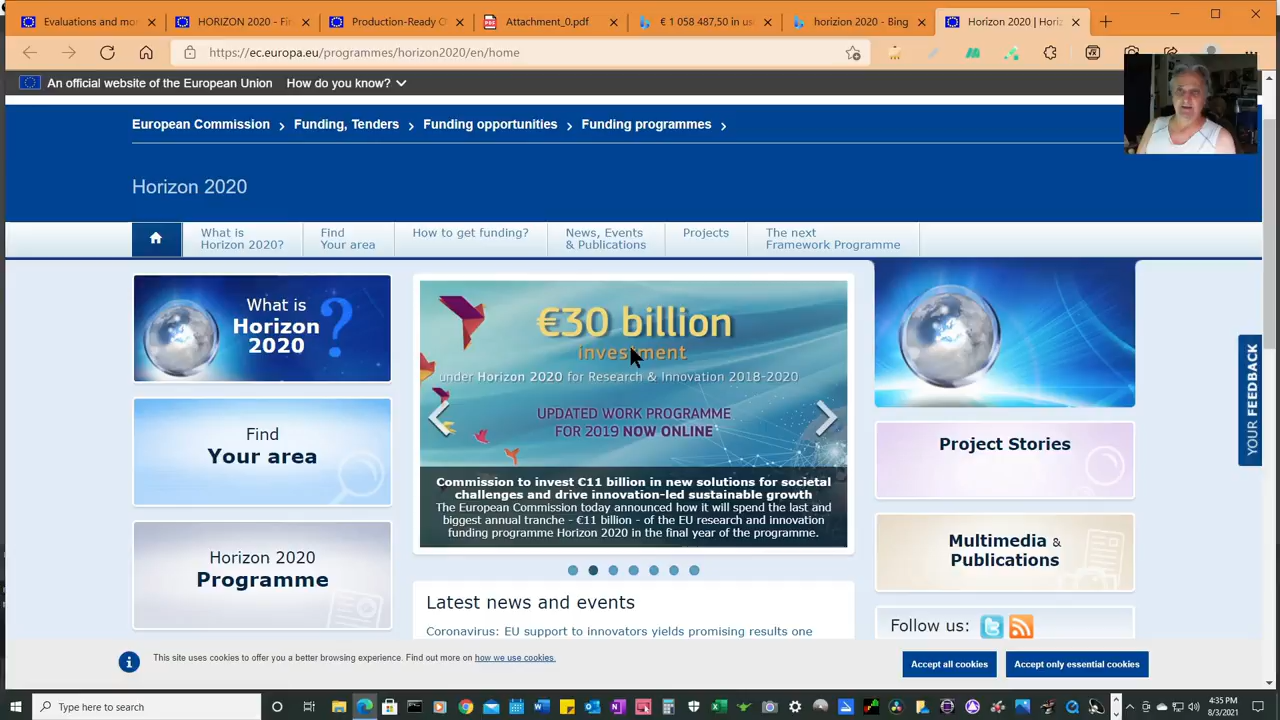 Evaluations and mo
HORIZON 2020 - Fi
Production-Ready C
Attachment_0.pdf
€ 1 058 487,50 in us
horizon 2020 - Bing
Horizon 2020 | Hori
https://ec.europa.eu/programmes/horizon2020/en/home
An official website of the European Union How do you know?
European Commission > Funding, Tenders > Funding opportunities > Funding programmes >
Horizon 2020
What is
Horizon 2020?
Find
Your area
How to get funding?
News, Events
& Publications
Projects
The next
Framework Programme
What is
Horizon
2020
?
Find
Your area
Horizon 2020
Programme
€30 billion
investment
under Horizon 2020 for Research & Innovation 2018-2020
UPDATED WORK PROGRAMME
FOR 2019 NOW ONLINE
Commission to invest €11 billion in new solutions for societal
challenges and drive innovation-led sustainable growth
The European Commission today announced how it will spend the last and
biggest annual tranche - €11 billion - of the EU research and innovation
funding programme Horizon 2020 in the final year of the programme.
Latest news and events
Coronavirus: EU support to innovators yields promising results one
Project Stories
Multimedia &
Publications
Follow us:
YOUR FEEDBACK
This site uses cookies to offer you a better browsing experience. Find out more on how we use cookies.
Accept all cookies
Accept only essential cookies
Type here to search
4:35 PM
8/3/2021